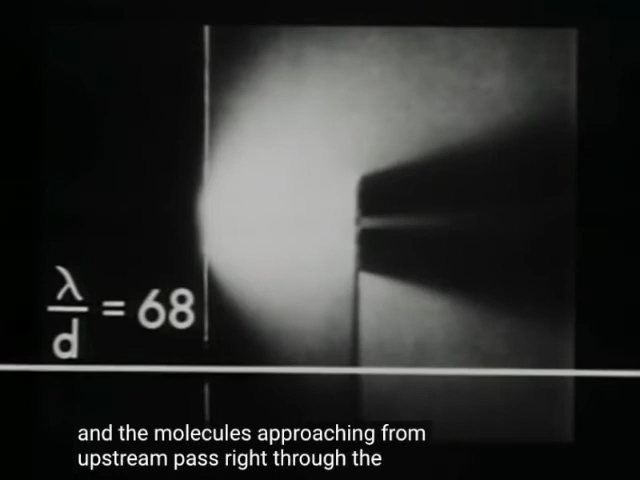 λ/d = 68
and the molecules approaching from
upstream pass right through the